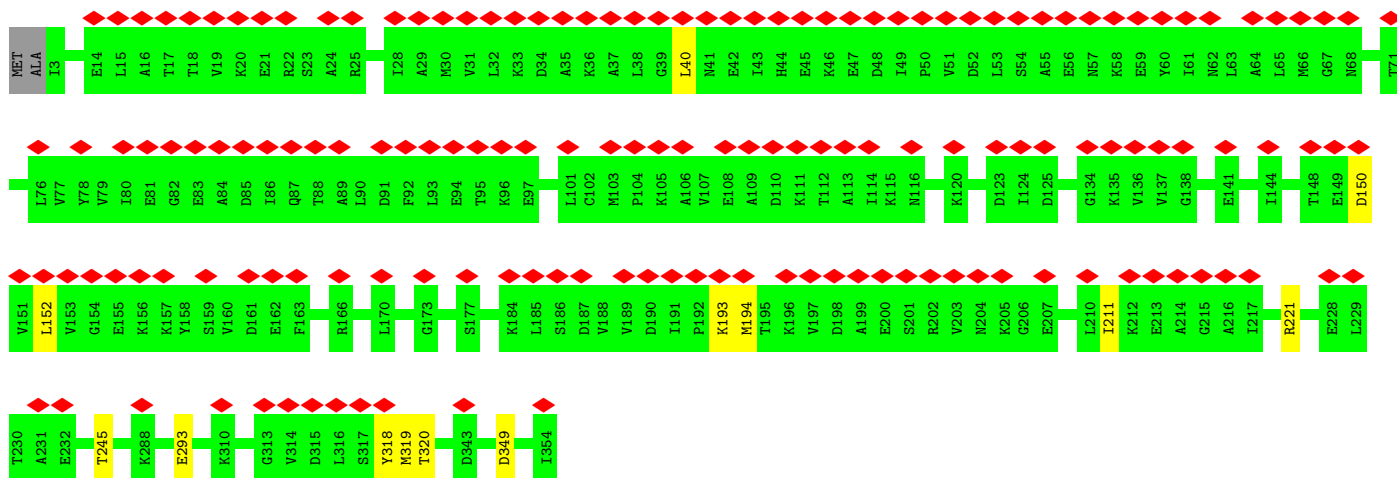 MET ALA I3 E14 L15 A16 T17 T18 V19 K20 E21 R22 S23 A24 R25 I28 A29 M30 V31 L32 K33 D34 A35 K36 A37 L38 G39 L40 N41 E42 I43 H44 E45 K46 E47 D48 I49 P50 V51 D52 L53 S54 A55 E56 N57 K58 E59 Y60 I61 N62 L63 A64 L65 M66 G67 N68 T71
L76 V77 Y78 V79 I80 E81 G82 E83 A84 D85 I86 Q87 T88 A89 L90 D91 F92 L93 E94 T95 K96 E97 L101 C102 M103 P104 K105 A106 V107 E108 A109 D110 K111 T112 A113 I114 K115 N116 K120 D123 I124 D125 G134 K135 V136 V137 G138 E141 I144 T148 E149 D150
V151 L152 V153 G154 E155 K156 K157 Y158 S159 V160 D161 E162 F163 R166 L170 G173 S177 K184 L185 S186 D187 V188 V189 D190 I191 P192 K193 M194 T195 K196 V197 D198 A199 E200 S201 R202 V203 N204 K205 G206 E207 L210 I211 K212 E213 A214 G215 A216 I217 R221 E228 L229
T230 A231 E232 T245 K288 E293 K310 G313 V314 D315 L316 S317 Y318 M319 T320 D343 D349 I354